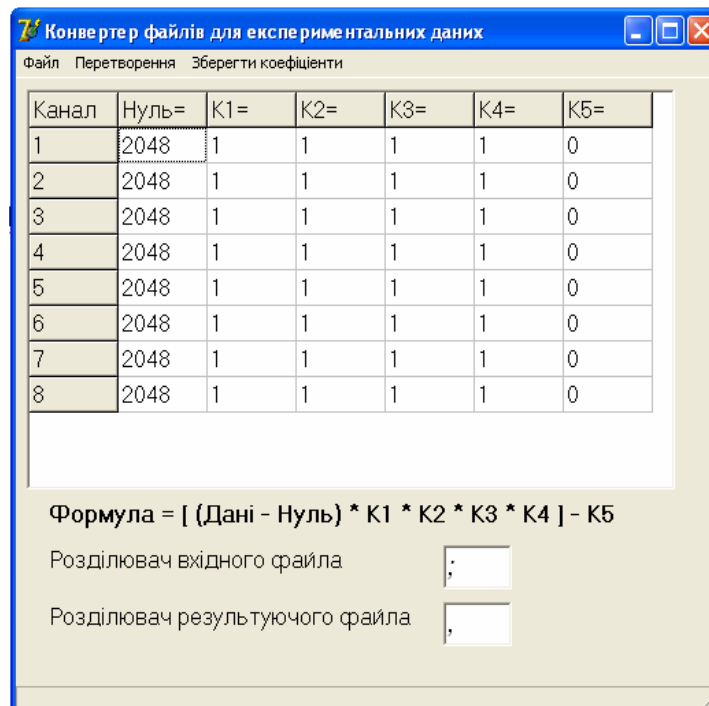 Конвертер файлів для експериментальних даних
Файл Перетворення Зберегти коефіціенти
Канал Нуль= K1= K2= K3= K4= K5=
1 2048 1 1 1 1 0
2 2048 1 1 1 1 0
3 2048 1 1 1 1 0
4 2048 1 1 1 1 0
5 2048 1 1 1 1 0
6 2048 1 1 1 1 0
7 2048 1 1 1 1 0
8 2048 1 1 1 1 0
Формула = [ (Дані - Нуль) * K1 * K2 * K3 * K4 ] - K5
Розділювач вхідного файла ;
Розділювач результуючого файла ,